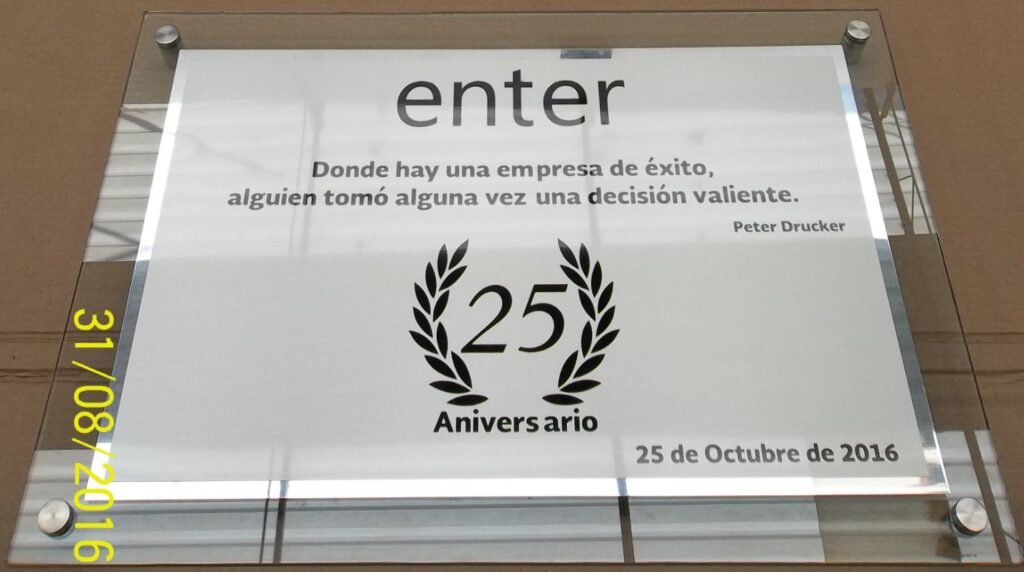 enter
Donde hay una empresa de éxito,
alguien tomó alguna vez una decisión valiente.
Peter Drucker
25
Aniversario
25 de Octubre de 2016
31/08/2016